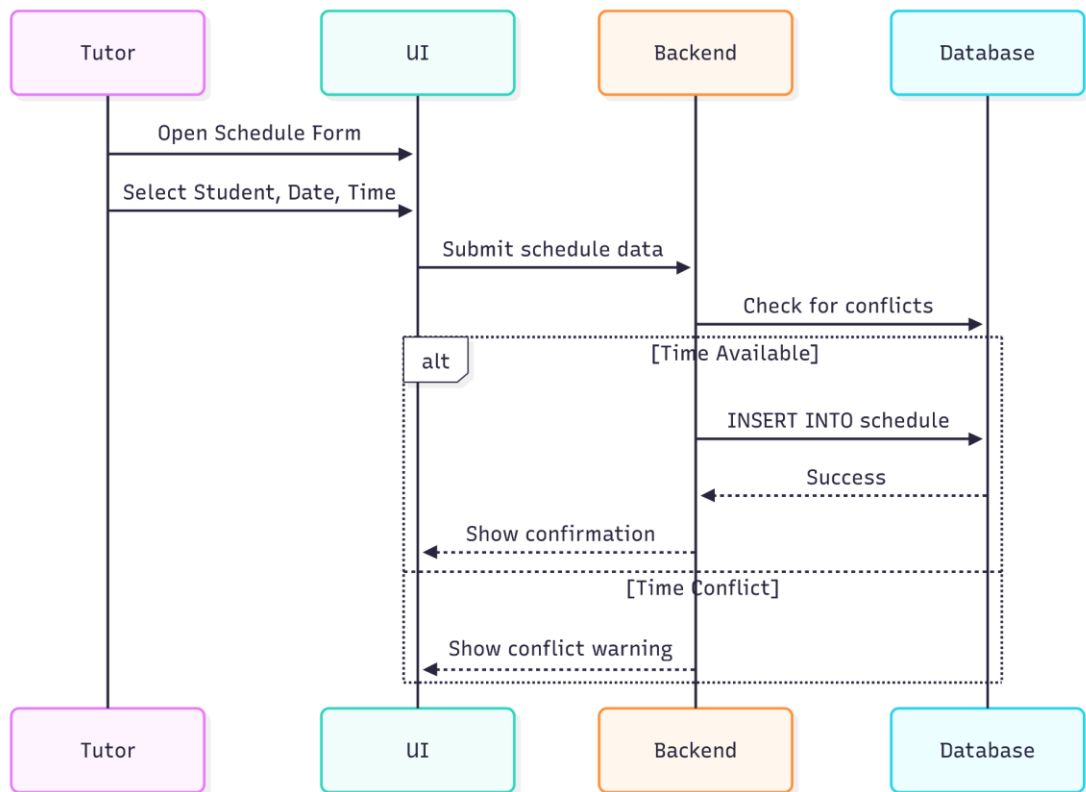 Tutor
UI
Backend
Database
Open Schedule Form
Select Student, Date, Time
Submit schedule data
Check for conflicts
alt
[Time Available]
INSERT INTO schedule
Success
Show confirmation
[Time Conflict]
Show conflict warning
Tutor
UI
Backend
Database